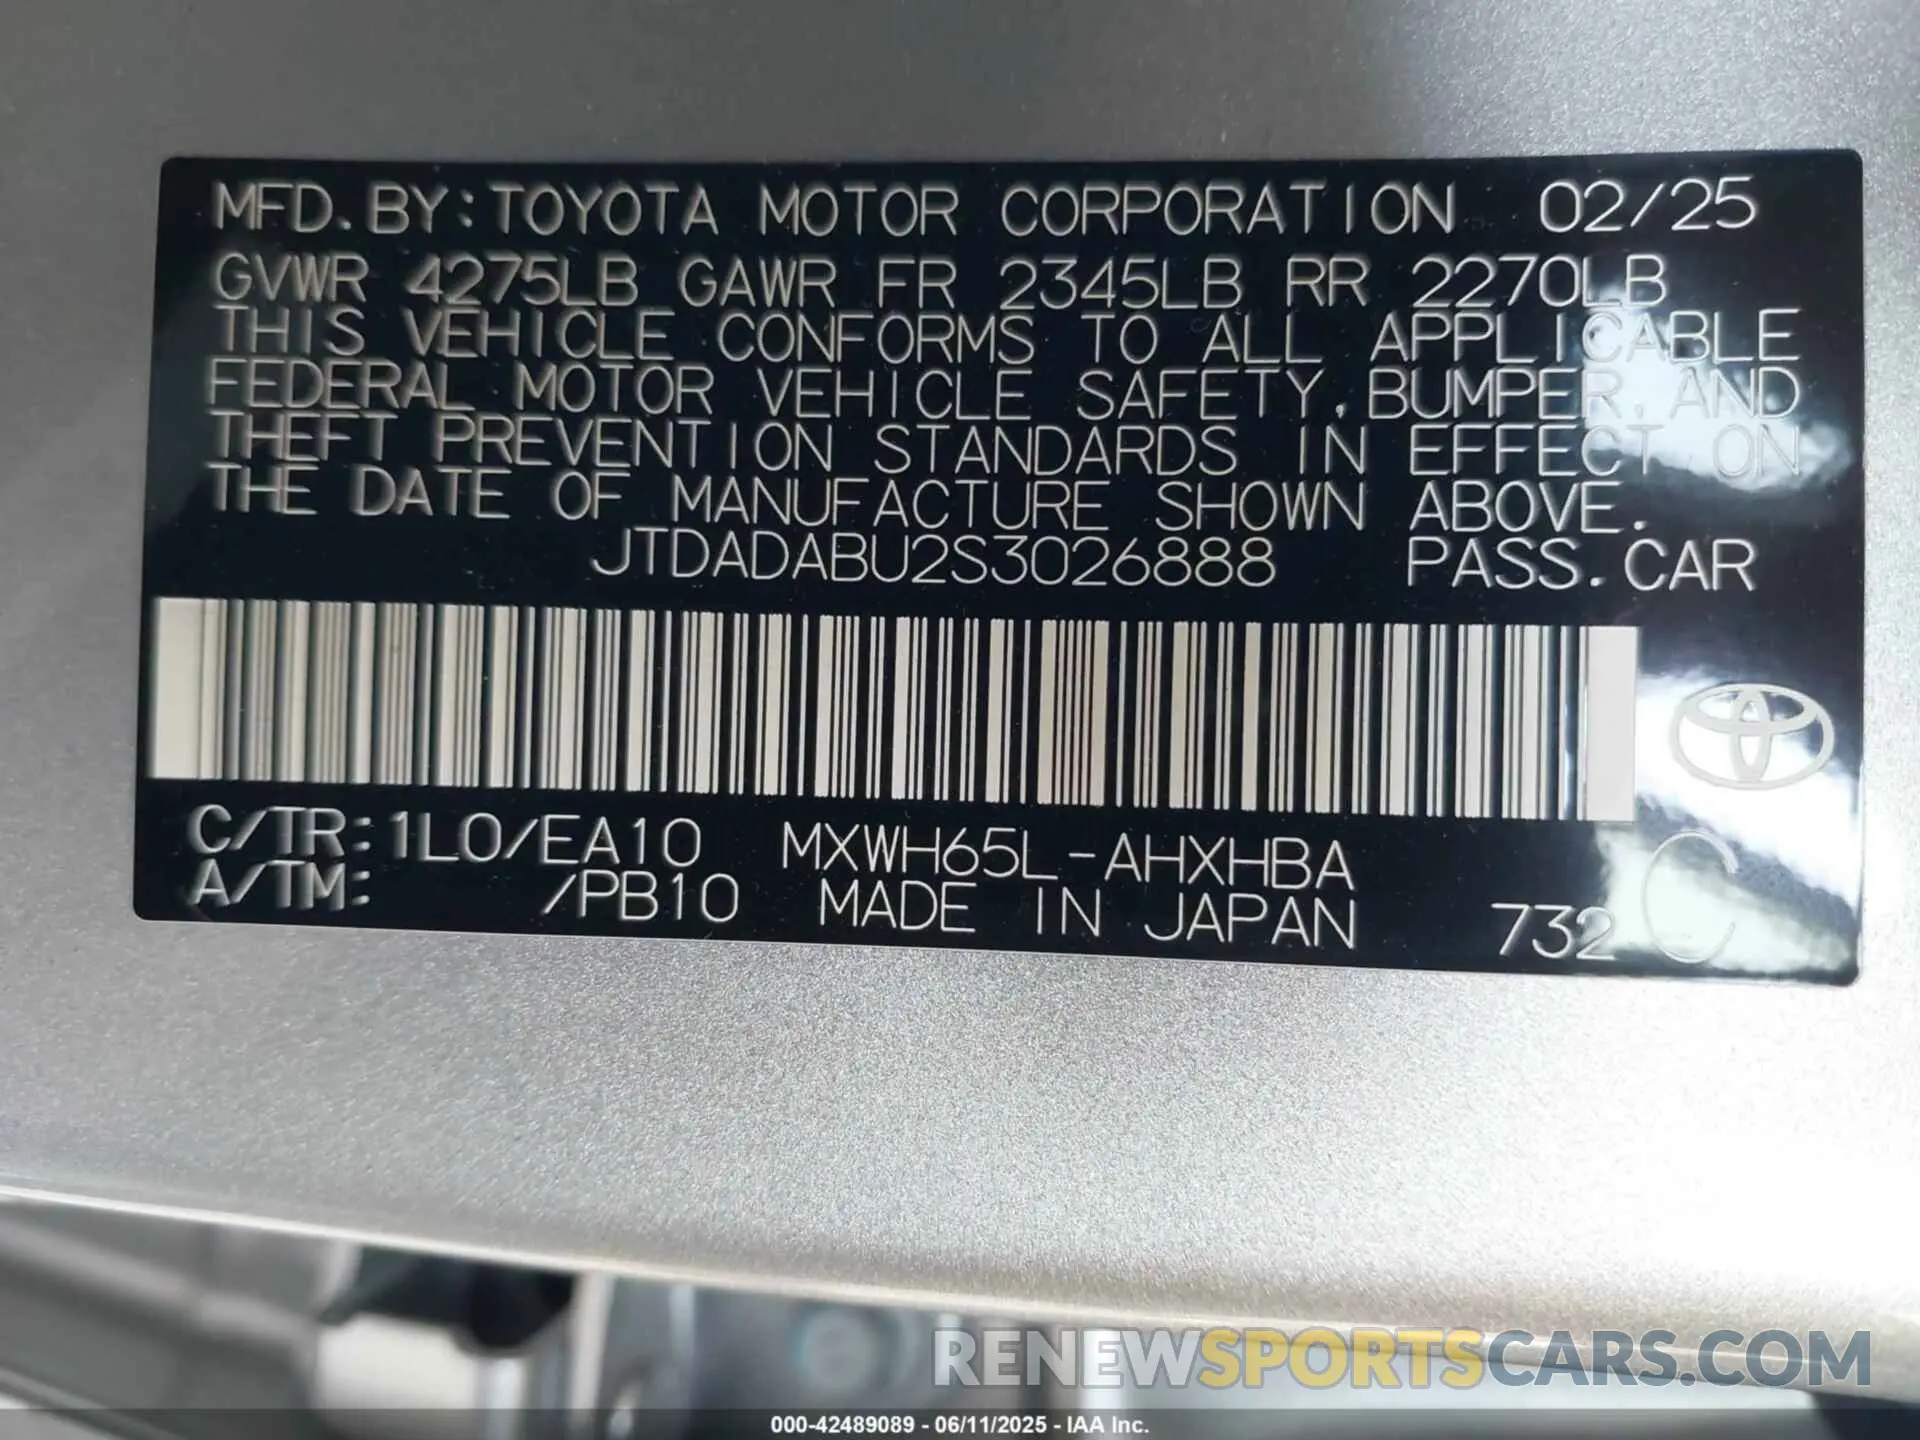 MFD. BY: TOYOTA MOTOR CORPORATION 02/25
GVWR 4275LB GAWR FR 2345LB RR 2270LB
THIS VEHICLE CONFORMS TO ALL APPLICABLE
FEDERAL MOTOR VEHICLE SAFETY, BUMPER, AND
THEFT PREVENTION STANDARDS IN EFFECT ON
THE DATE OF MANUFACTURE SHOWN ABOVE.
JTDADABU2S3026888 PASS. CAR
C/TR: 1L0/EA10 MXWH65L-AHXHBA
A/TM: /PB10 MADE IN JAPAN 732 C
RENEWSPORTSCARS.COM
000-42489089 - 06/11/2025 - IAA Inc.